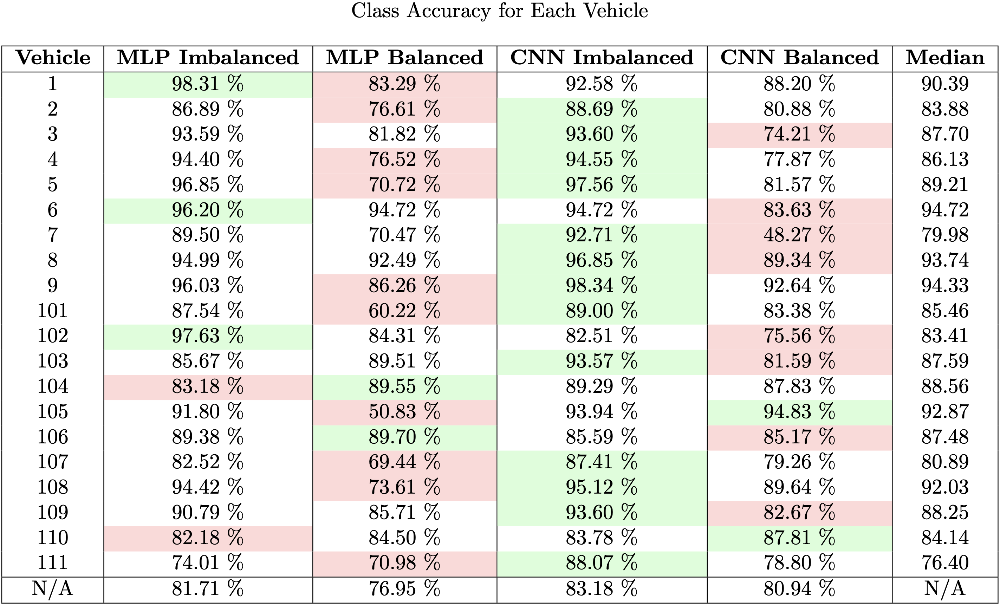 Class Accuracy for Each Vehicle
Vehicle MLP Imbalanced MLP Balanced CNN Imbalanced CNN Balanced Median
1 98.31 % 83.29 % 92.58 % 88.20 % 90.39
2 86.89 % 76.61 % 88.69 % 80.88 % 83.88
3 93.59 % 81.82 % 93.60 % 74.21 % 87.70
4 94.40 % 76.52 % 94.55 % 77.87 % 86.13
5 96.85 % 70.72 % 97.56 % 81.57 % 89.21
6 96.20 % 94.72 % 94.72 % 83.63 % 94.72
7 89.50 % 70.47 % 92.71 % 48.27 % 79.98
8 94.99 % 92.49 % 96.85 % 89.34 % 93.74
9 96.03 % 86.26 % 98.34 % 92.64 % 94.33
101 87.54 % 60.22 % 89.00 % 83.38 % 85.46
102 97.63 % 84.31 % 82.51 % 75.56 % 83.41
103 85.67 % 89.51 % 93.57 % 81.59 % 87.59
104 83.18 % 89.55 % 89.29 % 87.83 % 88.56
105 91.80 % 50.83 % 93.94 % 94.83 % 92.87
106 89.38 % 89.70 % 85.59 % 85.17 % 87.48
107 82.52 % 69.44 % 87.41 % 79.26 % 80.89
108 94.42 % 73.61 % 95.12 % 89.64 % 92.03
109 90.79 % 85.71 % 93.60 % 82.67 % 88.25
110 82.18 % 84.50 % 83.78 % 87.81 % 84.14
111 74.01 % 70.98 % 88.07 % 78.80 % 76.40
N/A 81.71 % 76.95 % 83.18 % 80.94 % N/A